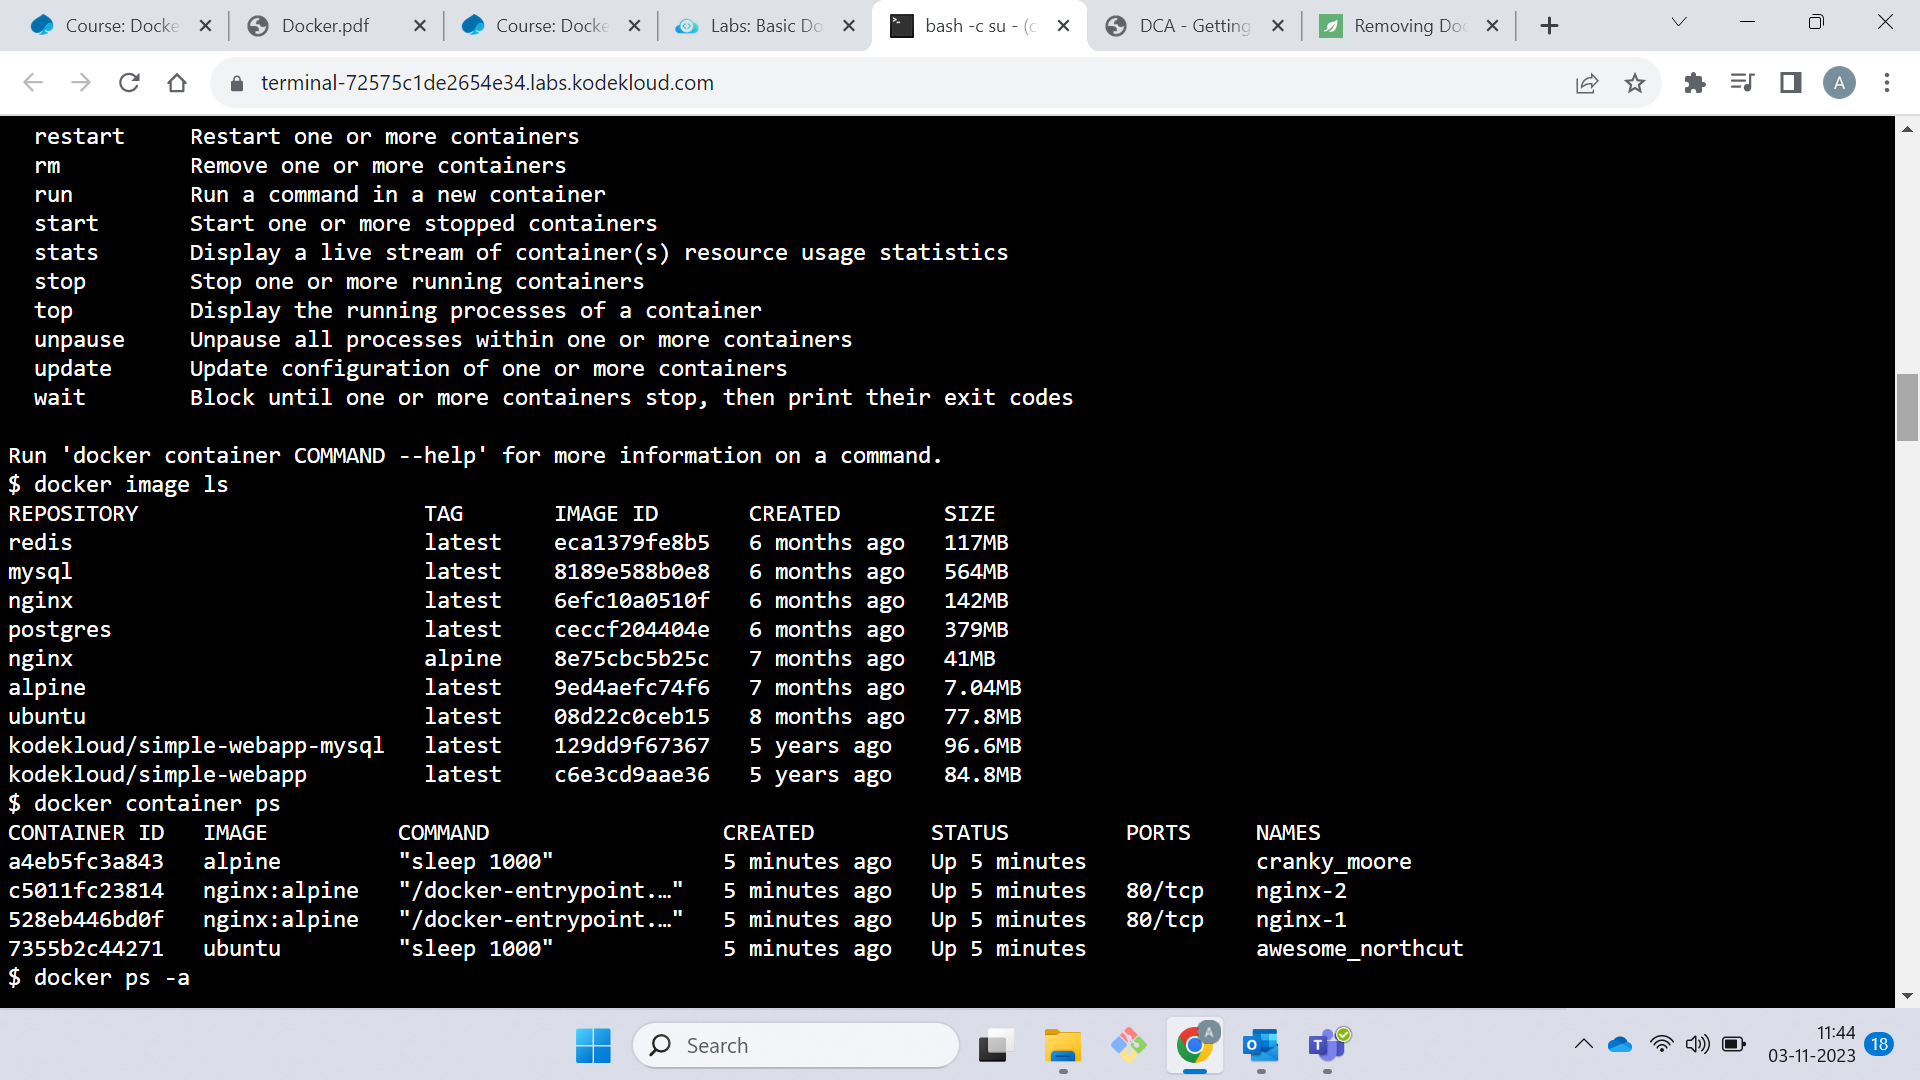 Course: Docke
Docker.pdf
Course: Docke
Labs: Basic Do
bash -c su - (c
DCA - Getting
Removing Doc
terminal-72575c1de2654e34.labs.kodekloud.com
A
restart Restart one or more containers
rm Remove one or more containers
run Run a command in a new container
start Start one or more stopped containers
stats Display a live stream of container(s) resource usage statistics
stop Stop one or more running containers
top Display the running processes of a container
unpause Unpause all processes within one or more containers
update Update configuration of one or more containers
wait Block until one or more containers stop, then print their exit codes
Run 'docker container COMMAND --help' for more information on a command.
$ docker image ls
REPOSITORY TAG IMAGE ID CREATED SIZE
redis latest eca1379fe8b5 6 months ago 117MB
mysql latest 8189e588b0e8 6 months ago 564MB
nginx latest 6efc10a0510f 6 months ago 142MB
postgres latest ceccf204404e 6 months ago 379MB
nginx alpine 8e75cbc5b25c 7 months ago 41MB
alpine latest 9ed4aefc74f6 7 months ago 7.04MB
ubuntu latest 08d22c0ceb15 8 months ago 77.8MB
kodekloud/simple-webapp-mysql latest 129dd9f67367 5 years ago 96.6MB
kodekloud/simple-webapp latest c6e3cd9aae36 5 years ago 84.8MB
$ docker container ps
CONTAINER ID IMAGE COMMAND CREATED STATUS PORTS NAMES
a4eb5fc3a843 alpine "sleep 1000" 5 minutes ago Up 5 minutes cranky_moore
c5011fc23814 nginx:alpine "/docker-entrypoint.…" 5 minutes ago Up 5 minutes 80/tcp nginx-2
528eb446bd0f nginx:alpine "/docker-entrypoint.…" 5 minutes ago Up 5 minutes 80/tcp nginx-1
7355b2c44271 ubuntu "sleep 1000" 5 minutes ago Up 5 minutes awesome_northcut
$ docker ps -a
Search
A
11:44
03-11-2023
18